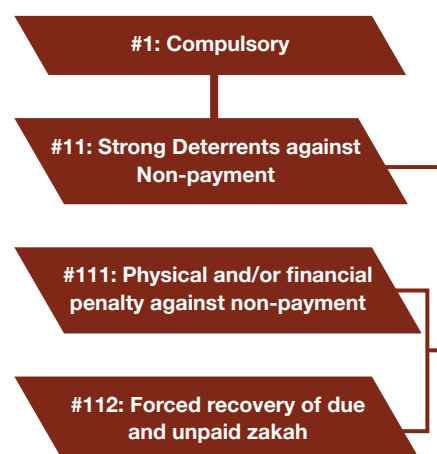 #1: Compulsory
#11: Strong Deterrents against
Non-payment
#111: Physical and/or financial
penalty against non-payment
#112: Forced recovery of due
and unpaid zakah